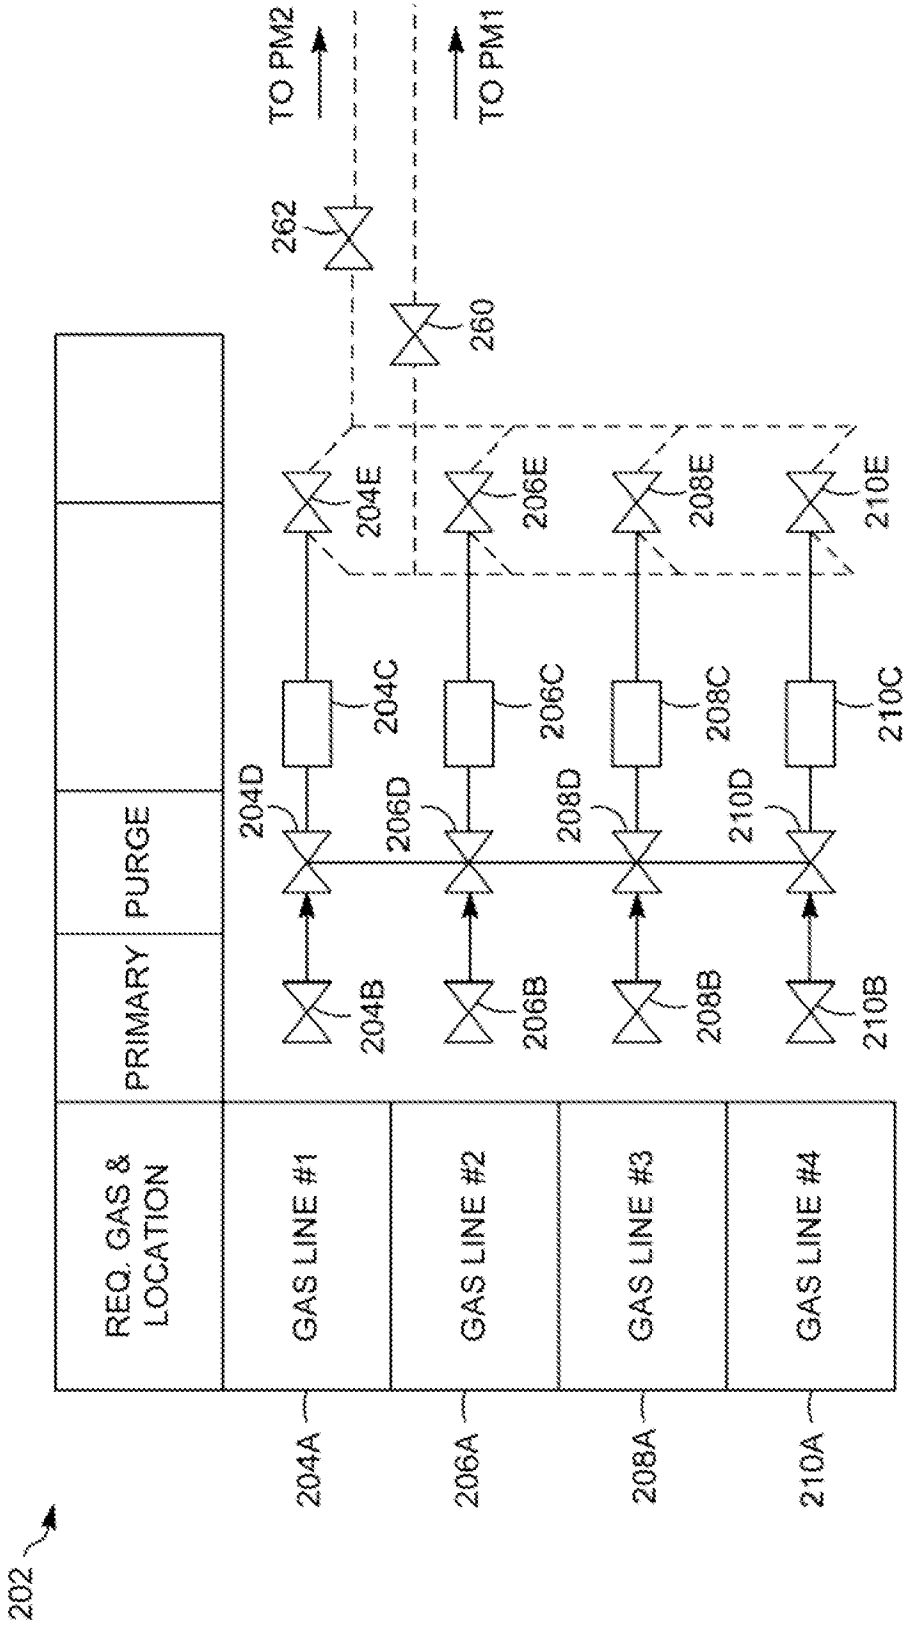 202
REQ. GAS &
LOCATION
PRIMARY
PURGE
204A
GAS LINE #1
204B
204D
204C
204E
206A
GAS LINE #2
206B
206D
206C
206E
208A
GAS LINE #3
208B
208D
208C
208E
210A
GAS LINE #4
210B
210D
210C
210E
262
TO PM2
260
TO PM1